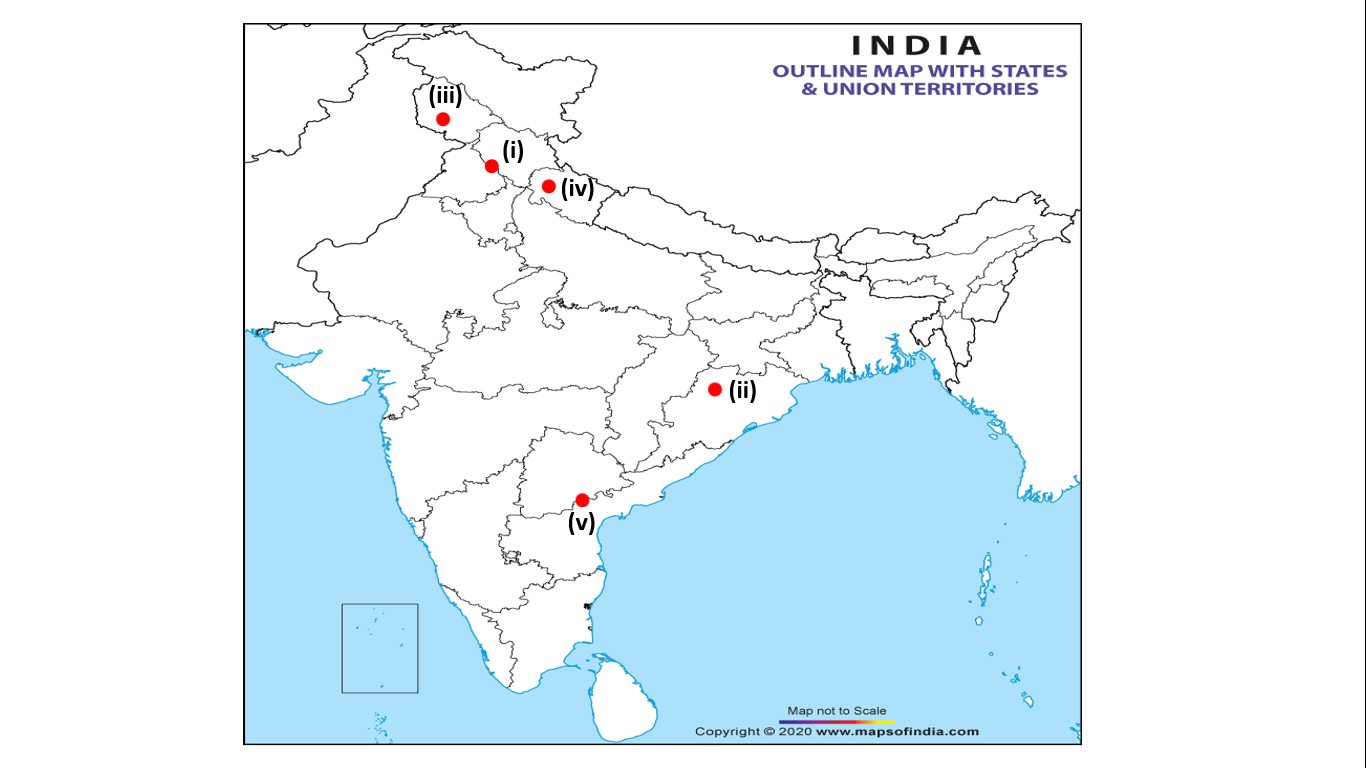 INDIA
OUTLINE MAP WITH STATES
& UNION TERRITORIES
(iii)
(i)
(iv)
(ii)
(v)
Map not to Scale
Copyright © 2020 www.mapsofindia.com